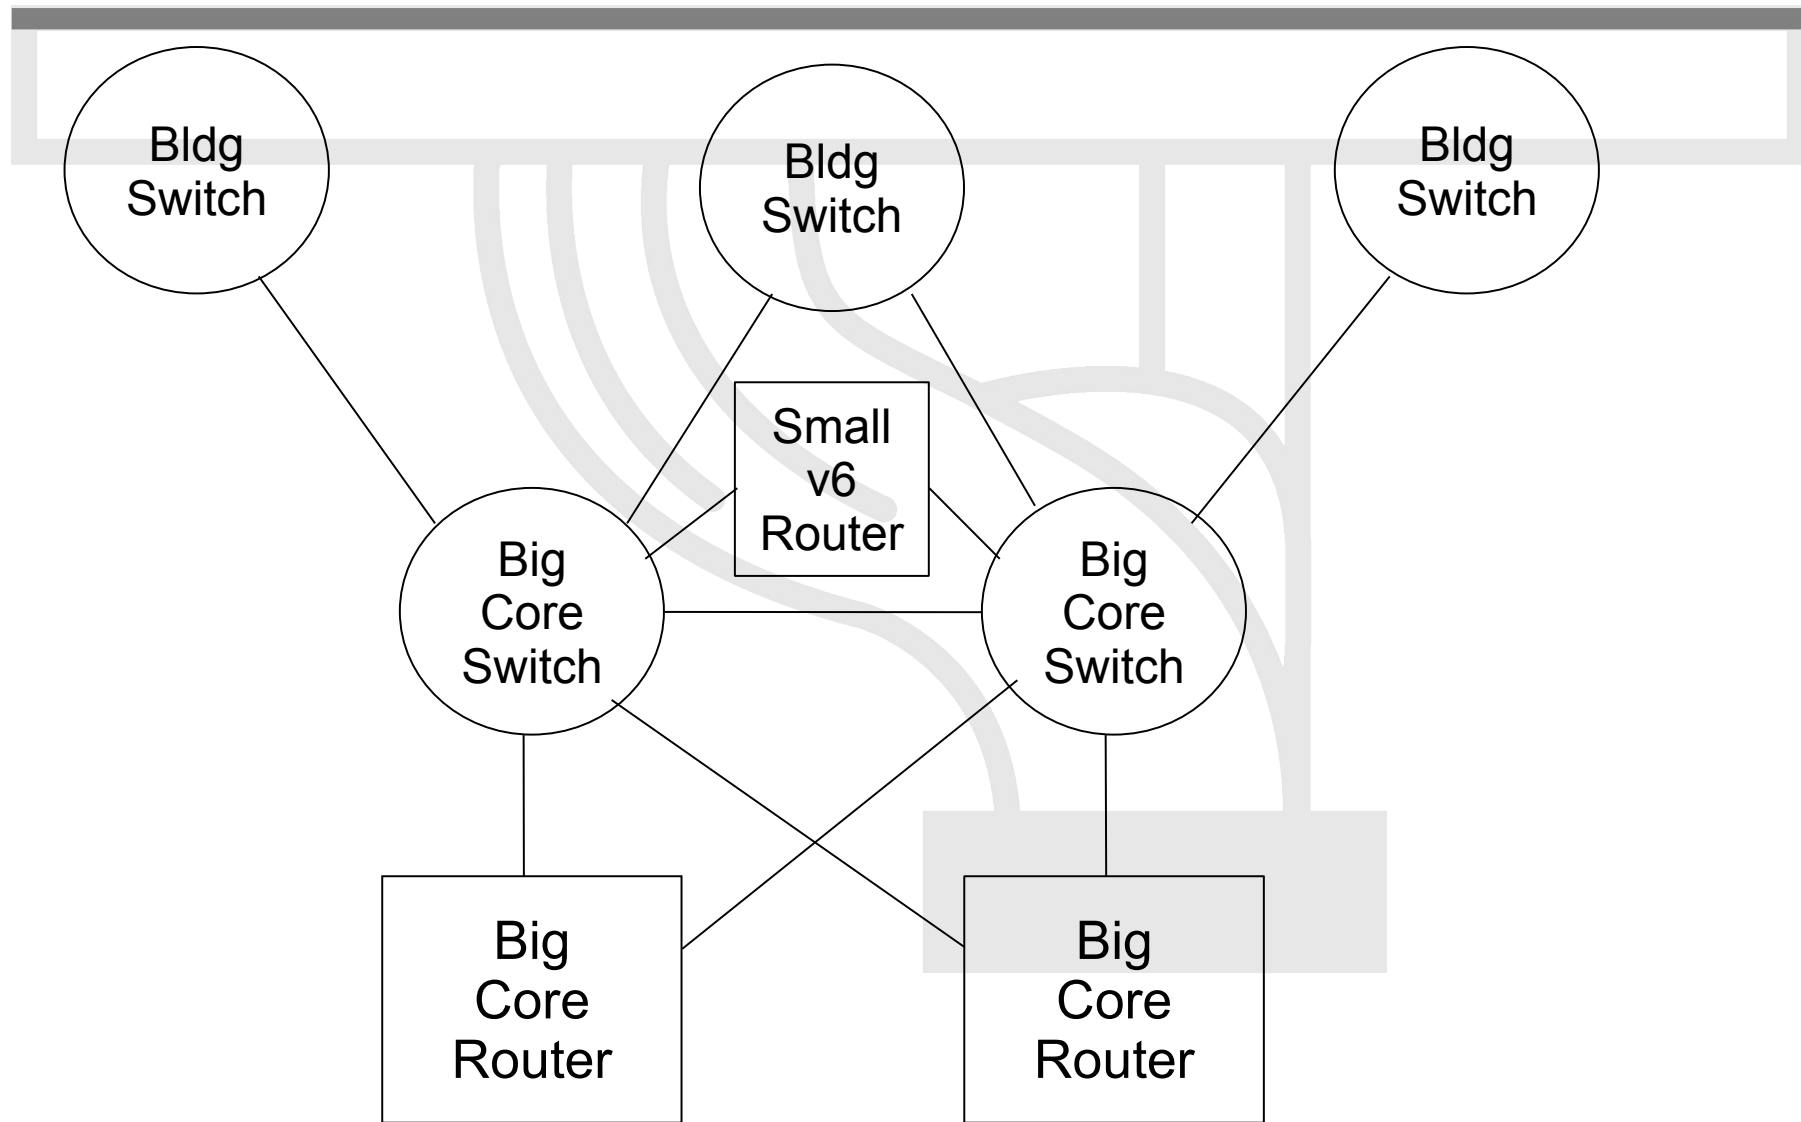 Bldg
Switch
Bldg
Switch
Bldg
Switch
Small
v6
Router
Big
Core
Switch
Big
Core
Switch
Big
Core
Router
Big
Core
Router